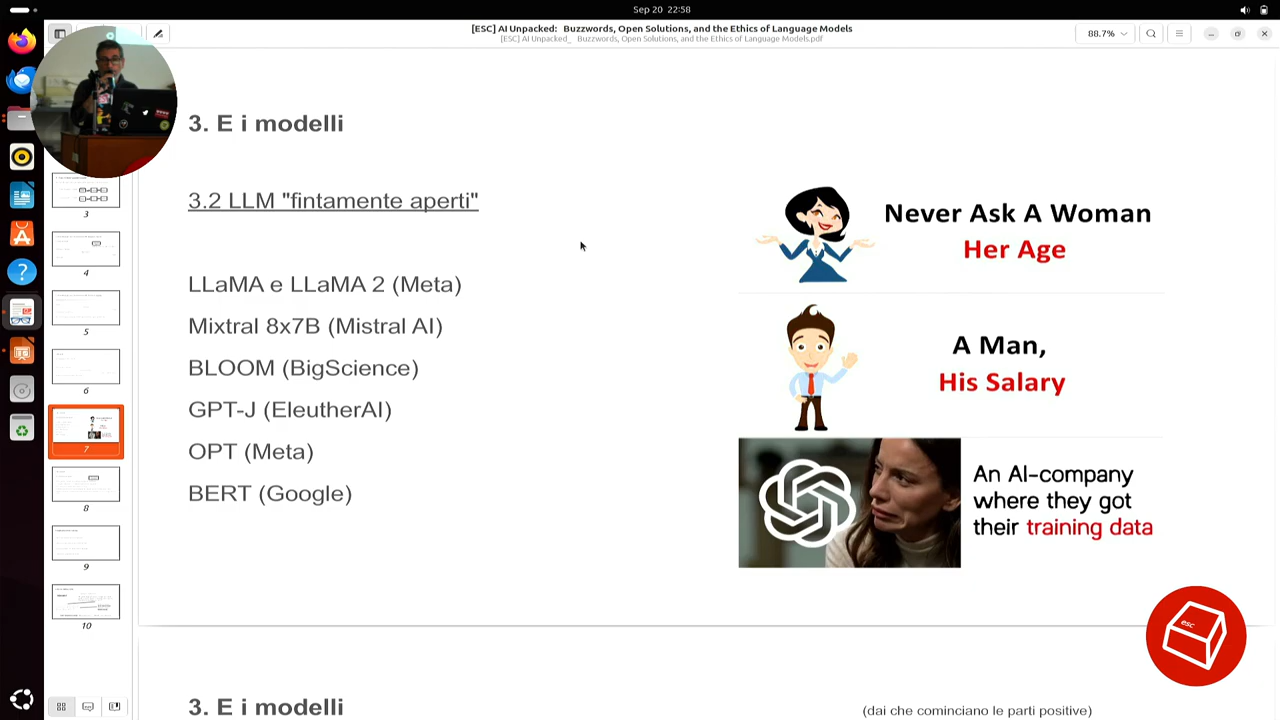 Sep 20 22:58
[ESC] AI Unpacked: Buzzwords, Open Solutions, and the Ethics of Language Models
[ESC] AI Unpacked_ Buzzwords, Open Solutions, and the Ethics of Language Models.pdf
88.7%
3. E i modelli
3.2 LLM "fintamente aperti"
LLaMA e LLaMA 2 (Meta)
Mixtral 8x7B (Mistral AI)
BLOOM (BigScience)
GPT-J (EleutherAI)
OPT (Meta)
BERT (Google)
Never Ask A Woman
Her Age
A Man,
His Salary
An AI-company
where they got
their training data
esc
3
4
5
6
7
8
9
10
3. E i modelli
(dai che cominciano le parti positive)